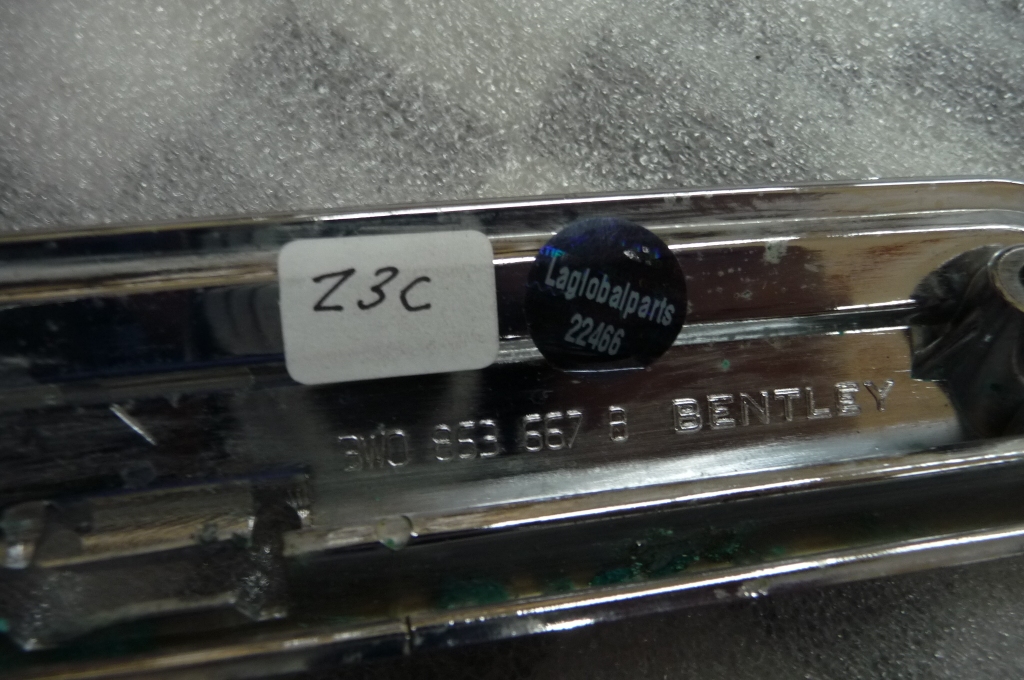 Z3C
Laglobalparts
22466
3W0 853 667 B BENTLEY